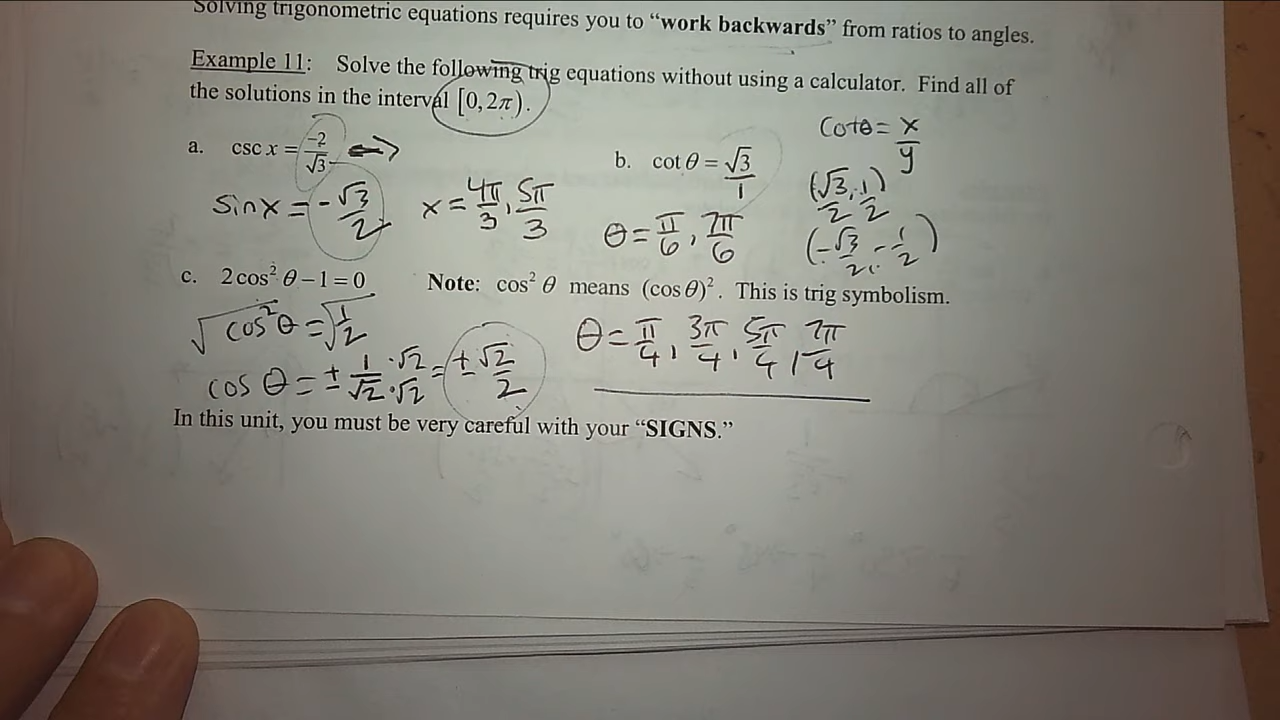 Solving trigonometric equations requires you to “work backwards” from ratios to angles.
Example 11: Solve the following trig equations without using a calculator. Find all of
the solutions in the interval [0, 2π).
a. csc x = -2/√3 ⟷
sin x = -√3/2 x = 4π/3, 5π/3
b. cot θ = √3/1
cot θ = x/y
(√3/2, 1/2)
θ = π/6, 7π/6
(-√3/2, -1/2)
c. 2cos² θ – 1 = 0 Note: cos² θ means (cos θ)². This is trig symbolism.
√cos²θ = √1/2
θ = π/4, 3π/4, 5π/4, 7π/4
cos θ = ± 1/√2 · √2/√2 = ± √2/2
In this unit, you must be very careful with your “SIGNS.”